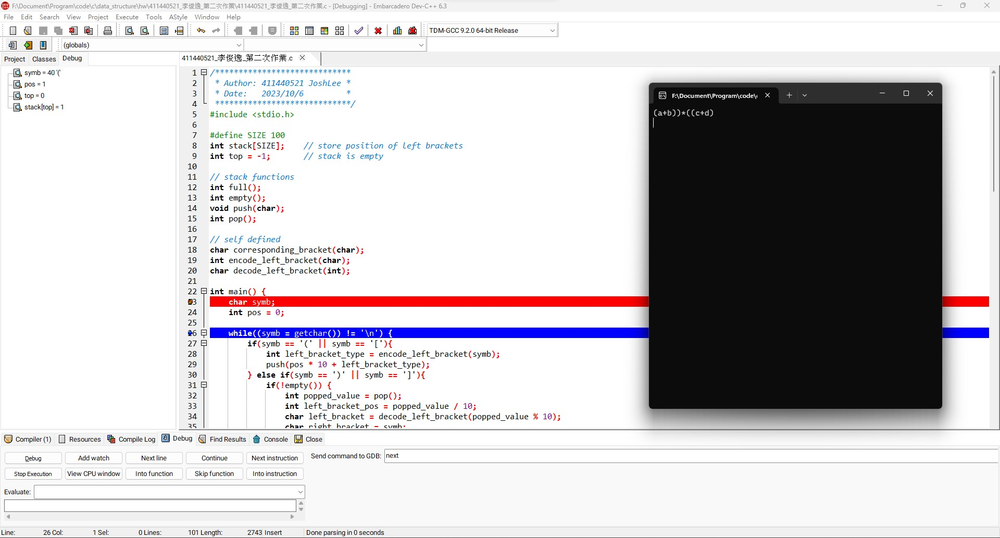 F:\Document\Program\code\c\data_structure\hw\411440521_李俊逸_第二次作業\411440521_李俊逸_第二次作業.c - [Debugging] - Embarcadero Dev-C++ 6.3
File Edit Search View Project Execute Tools AStyle Window Help
TDM-GCC 9.2.0 64-bit Release
(globals)
Project Classes Debug
symb = 40 '('
pos = 1
top = 0
stack[top] = 1
411440521_李俊逸_第二次作業.c
1 /*****************************
2 * Author: 411440521 JoshLee *
3 * Date: 2023/10/6 *
4 *****************************/
5 #include <stdio.h>
6
7 #define SIZE 100
8 int stack[SIZE]; // store position of left brackets
9 int top = -1; // stack is empty
10
11 // stack functions
12 int full();
13 int empty();
14 void push(char);
15 int pop();
16
17 // self defined
18 char corresponding_bracket(char);
19 int encode_left_bracket(char);
20 char decode_left_bracket(int);
21
22 int main() {
23 char symb;
24 int pos = 0;
25
26 while((symb = getchar()) != '\n') {
27 if(symb == '(' || symb == '['){
28 int left_bracket_type = encode_left_bracket(symb);
29 push(pos * 10 + left_bracket_type);
30 } else if(symb == ')' || symb == ']'){
31 if(!empty()) {
32 int popped_value = pop();
33 int left_bracket_pos = popped_value / 10;
34 char left_bracket = decode_left_bracket(popped_value % 10);
35 char right_bracket = symb;
F:\Document\Program\code\
(a+b))*((c+d)
Compiler (1) Resources Compile Log Debug Find Results Console Close
Debug Add watch Next line Continue Next instruction
Stop Execution View CPU window Into function Skip function Into instruction
Send command to GDB: next
Evaluate:
Line: 26 Col: 1 Sel: 0 Lines: 101 Length: 2743 Insert Done parsing in 0 seconds